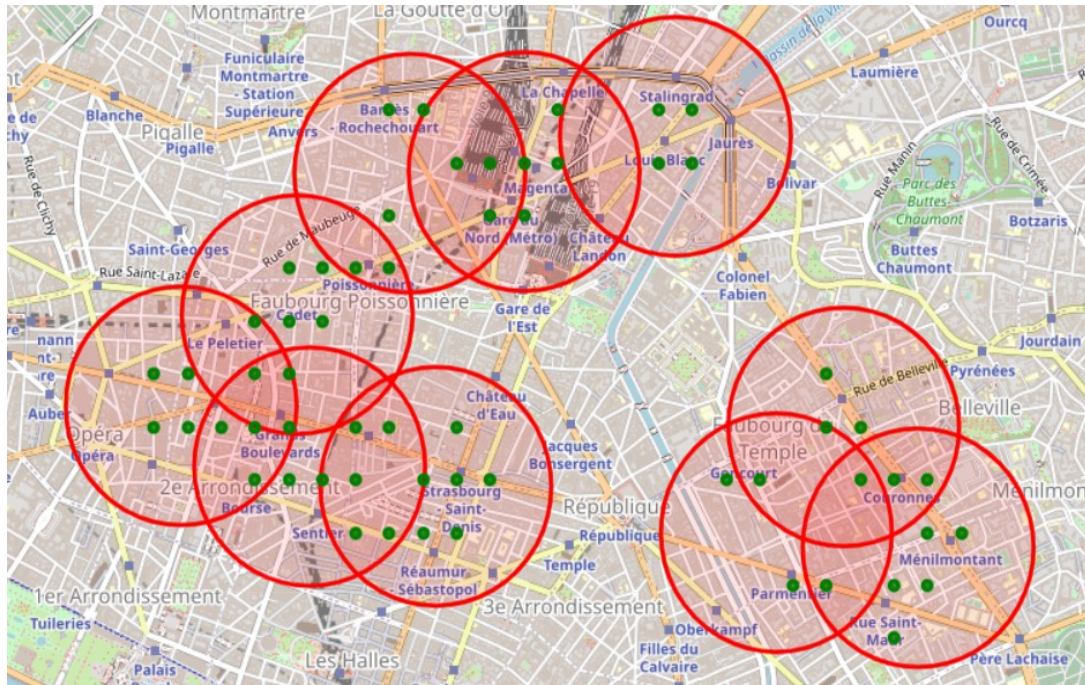 Montmartre
La Goutte d'Or
Ourcq
Funiculaire
Montmartre
- Station
Supérieure
La Chapelle
Laumière
Blanche
Barbès
- Rochechouart
Stalingrad
Anvers
Pigalle
Pigalle
Jaurès
Rue de Crimée
Rue Manin
Louis Blanc
Rue de Clichy
Magenta
Bolivar
Parc des
Buttes-
Chaumont
Botzaris
Gare du
Nord (Métro)
Château
Landon
Rue de Maubeuge
Saint-Georges
Buttes
Chaumont
Rue Saint-Lazare
Poissonnière
Colonel
Fabien
Faubourg Poissonnière
Cadet
Gare de
l'Est
Le Peletier
Jourdain
Pyrénées
Rue de Belleville
Auber
Château
d'Eau
Belleville
Opéra
Opéra
Grands
Boulevards
Jacques
Bonsergent
Faubourg du
Temple
Goncourt
2e Arrondissement
Bourse
Strasbourg
- Saint-
Denis
République
Couronnes
Ménilmont
Sentier
République
Ménilmontant
Temple
Réaumur
- Sébastopol
Parmentier
1er Arrondissement
3e Arrondissement
Tuileries
Oberkampf
Rue Saint-
Maur
Filles du
Calvaire
Père Lachaise
Les Halles
Palais